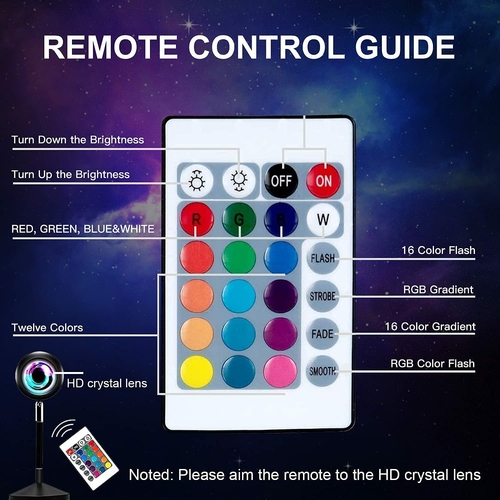 REMOTE CONTROL GUIDE
Turn Down the Brightness
Turn Up the Brightness
OFF
ON
RED, GREEN, BLUE&WHITE
R
G
B
W
FLASH
16 Color Flash
STROBE
RGB Gradient
Twelve Colors
FADE
16 Color Gradient
SMOOTH
RGB Color Flash
HD crystal lens
Noted: Please aim the remote to the HD crystal lens